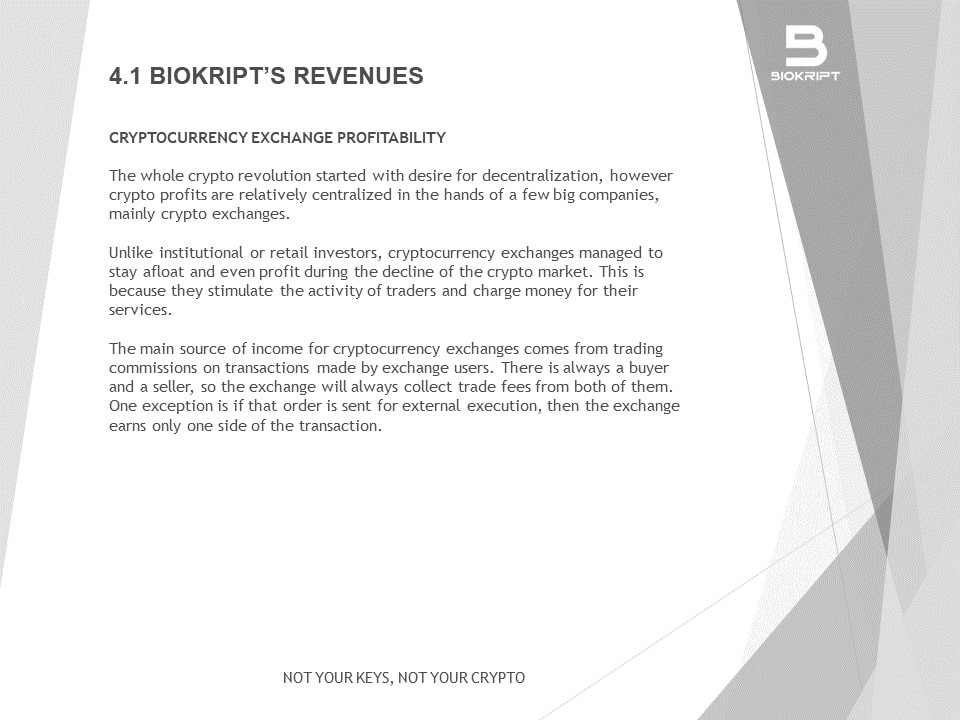 4.1 BIOKRIPT’S REVENUES
BIOKRIPT
CRYPTOCURRENCY EXCHANGE PROFITABILITY
The whole crypto revolution started with desire for decentralization, however
crypto profits are relatively centralized in the hands of a few big companies,
mainly crypto exchanges.
Unlike institutional or retail investors, cryptocurrency exchanges managed to
stay afloat and even profit during the decline of the crypto market. This is
because they stimulate the activity of traders and charge money for their
services.
The main source of income for cryptocurrency exchanges comes from trading
commissions on transactions made by exchange users. There is always a buyer
and a seller, so the exchange will always collect trade fees from both of them.
One exception is if that order is sent for external execution, then the exchange
earns only one side of the transaction.
NOT YOUR KEYS, NOT YOUR CRYPTO